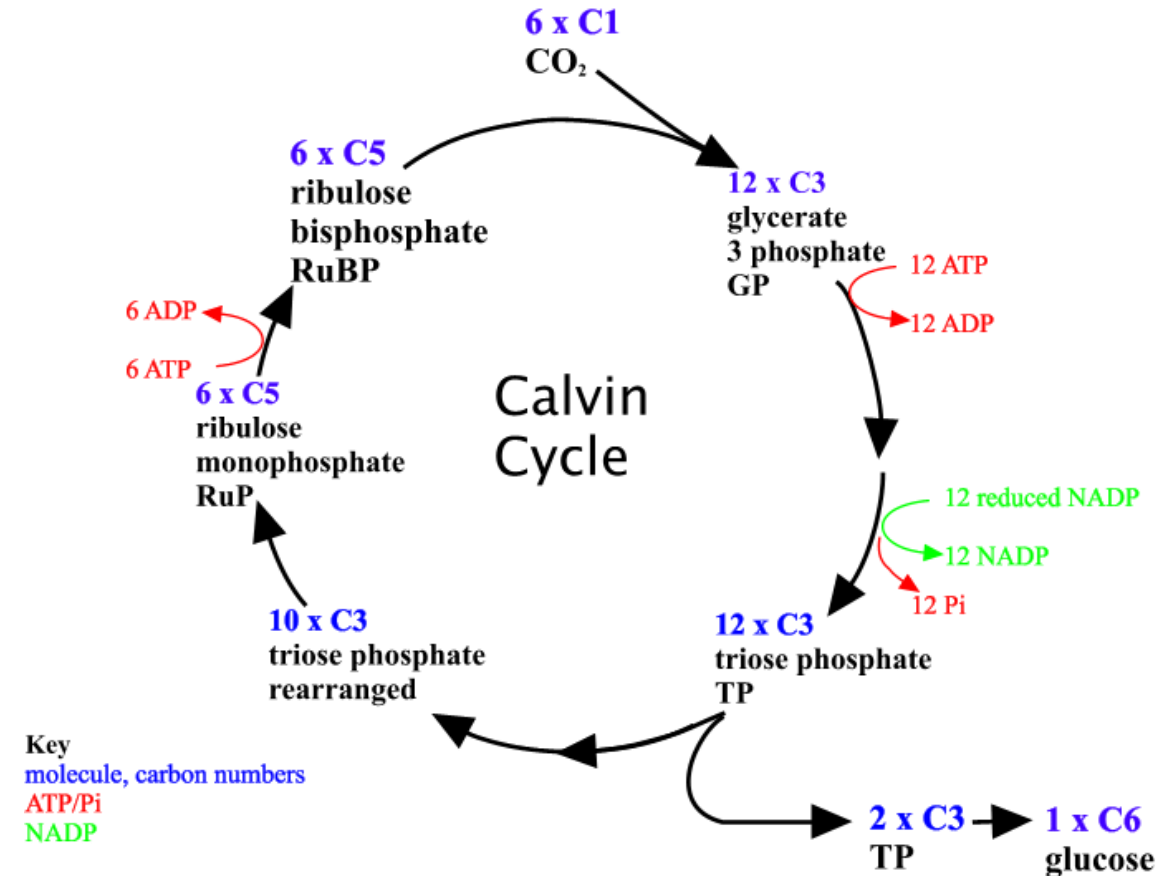 6 x C1
CO₂
6 x C5
ribulose
bisphosphate
RuBP
12 x C3
glycerate
3 phosphate
GP
12 ATP
12 ADP
6 ADP
6 ATP
6 x C5
ribulose
monophosphate
RuP
Calvin
Cycle
12 reduced NADP
12 NADP
12 Pi
10 x C3
triose phosphate
rearranged
12 x C3
triose phosphate
TP
Key
molecule, carbon numbers
ATP/Pi
NADP
2 x C3
TP
1 x C6
glucose